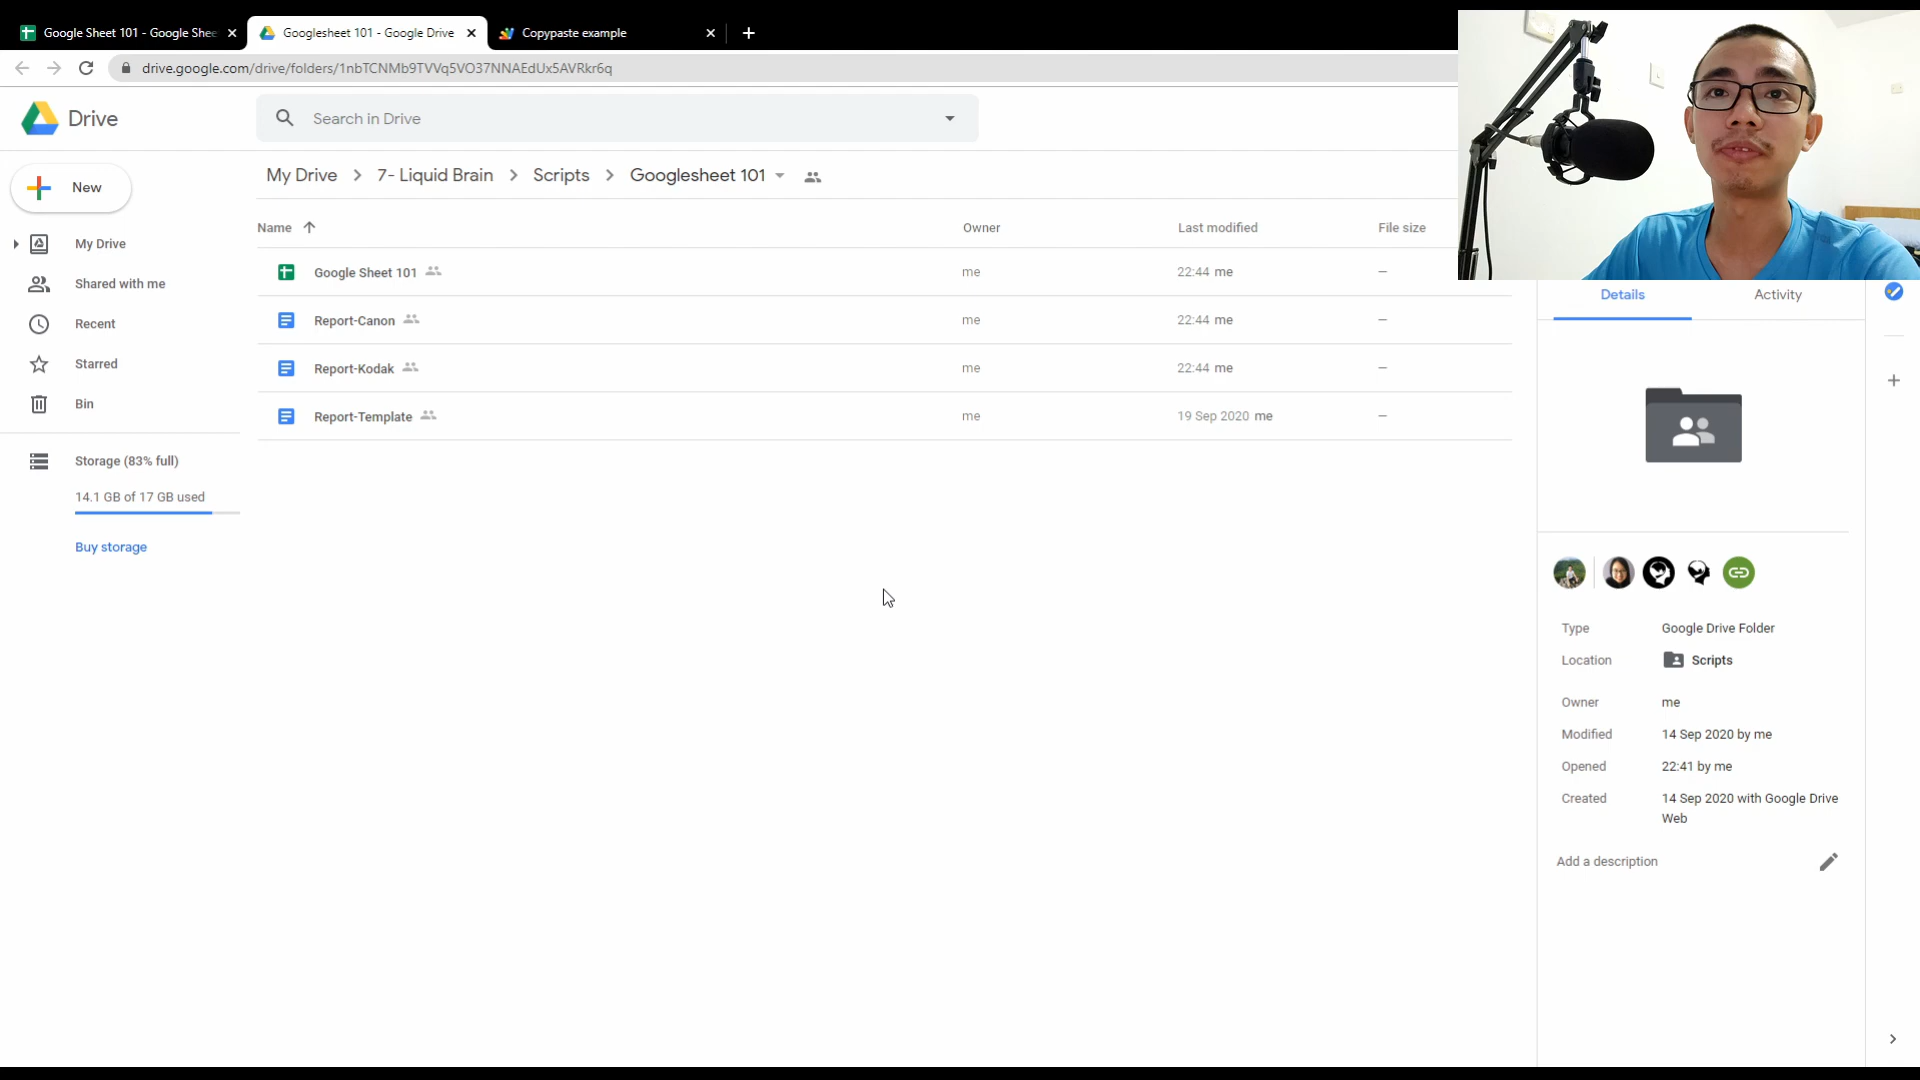 Google Sheet 101 - Google Shee
Googlesheet 101 - Google Drive
Copypaste example
drive.google.com/drive/folders/1nbTCNMb9TVVq5VO37NNAEdUx5AVRkr6q
Drive
Search in Drive
New
My Drive > 7- Liquid Brain > Scripts > Googlesheet 101
Name Owner Last modified File size
My Drive
Shared with me
Recent
Starred
Bin
Storage (83% full)
14.1 GB of 17 GB used
Buy storage
Google Sheet 101 me 22:44 me –
Report-Canon me 22:44 me –
Report-Kodak me 22:44 me –
Report-Template me 19 Sep 2020 me –
Details Activity
Type Google Drive Folder
Location Scripts
Owner me
Modified 14 Sep 2020 by me
Opened 22:41 by me
Created 14 Sep 2020 with Google Drive
Web
Add a description